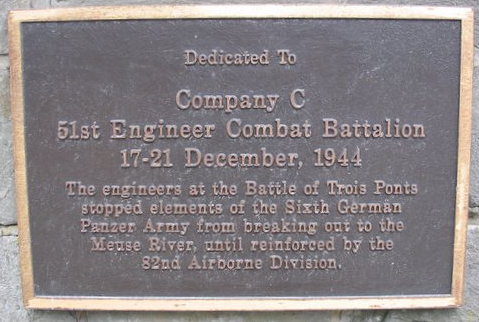 Dedicated To
Company C
51st Engineer Combat Battalion
17-21 December, 1944
The engineers at the Battle of Trois Ponts
stopped elements of the Sixth German
Panzer Army from breaking out to the
Meuse River, until reinforced by the
82nd Airborne Division.